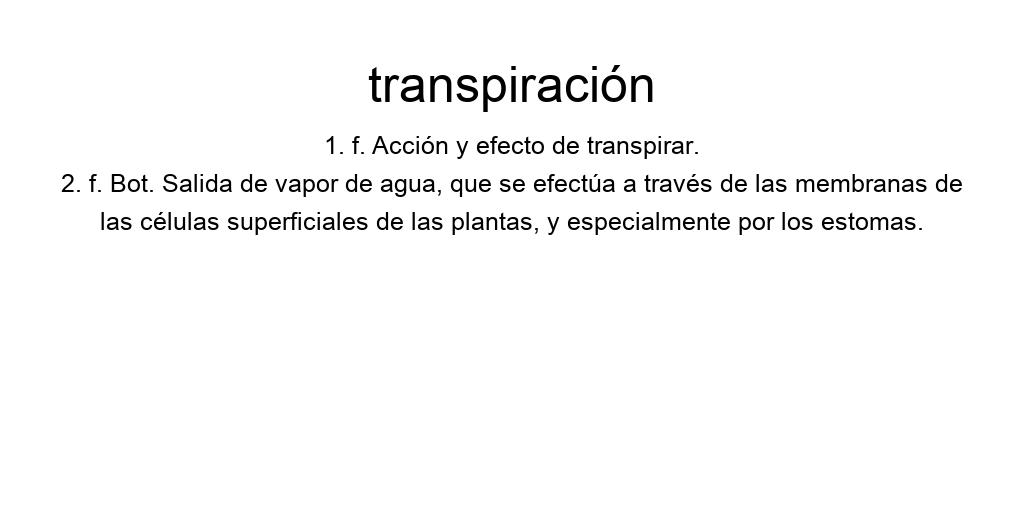 transpiración
1. f. Acción y efecto de transpirar.
2. f. Bot. Salida de vapor de agua, que se efectúa a través de las membranas de
las células superficiales de las plantas, y especialmente por los estomas.